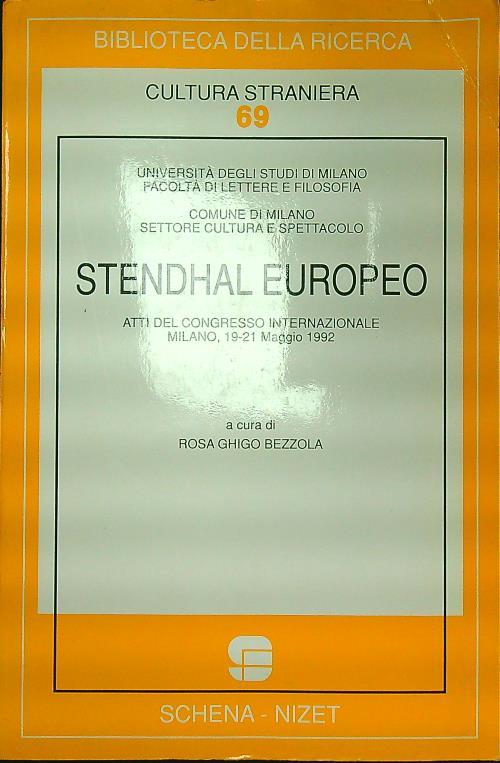 BIBLIOTECA DELLA RICERCA
CULTURA STRANIERA
69
UNIVERSITÀ DEGLI STUDI DI MILANO
FACOLTÀ DI LETTERE E FILOSOFIA
COMUNE DI MILANO
SETTORE CULTURA E SPETTACOLO
STENDHAL EUROPEO
ATTI DEL CONGRESSO INTERNAZIONALE
MILANO, 19-21 Maggio 1992
a cura di
ROSA GHIGO BEZZOLA
SCHENA - NIZET